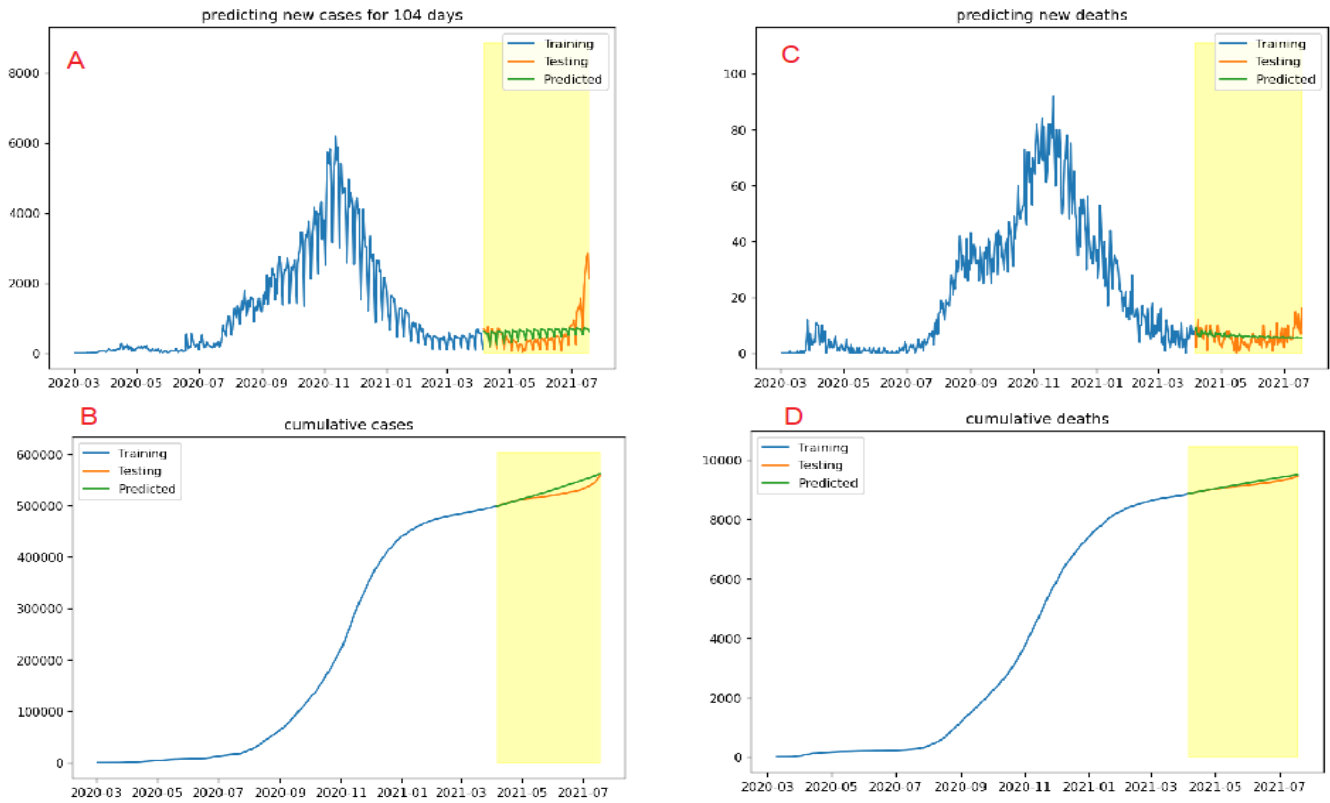 predicting new cases for 104 days
A
Training
Testing
Predicted
8000
6000
4000
2000
0
2020-03 2020-05 2020-07 2020-09 2020-11 2021-01 2021-03 2021-05 2021-07
predicting new deaths
C
Training
Testing
Predicted
100
80
60
40
20
0
2020-03 2020-05 2020-07 2020-09 2020-11 2021-01 2021-03 2021-05 2021-07
B
cumulative cases
Training
Testing
Predicted
600000
500000
400000
300000
200000
100000
0
2020-03 2020-05 2020-07 2020-09 2020-11 2021-01 2021-03 2021-05 2021-07
D
cumulative deaths
Training
Testing
Predicted
10000
8000
6000
4000
2000
0
2020-03 2020-05 2020-07 2020-09 2020-11 2021-01 2021-03 2021-05 2021-07